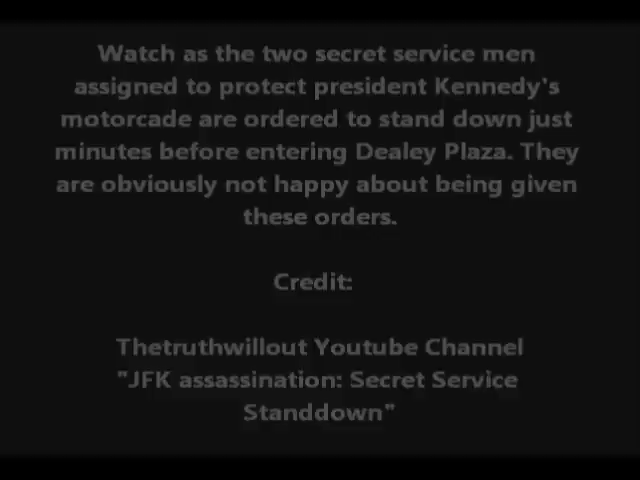 Watch as the two secret service men
assigned to protect president Kennedy's
motorcade are ordered to stand down just
minutes before entering Dealey Plaza. They
are obviously not happy about being given
these orders.
Credit:
Thetruthwillout Youtube Channel
"JFK assassination: Secret Service
Standdown"